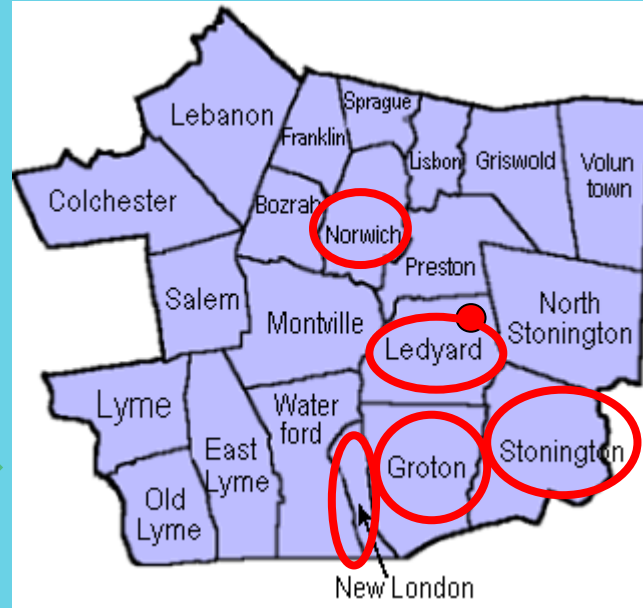 Lebanon
Sprague
Franklin
Lisbon
Griswold
Volun
town
Colchester
Bozrah
Norwich
Preston
Salem
Montville
North
Stonington
Ledyard
Lyme
Water
ford
East
Lyme
Groton
Stonington
Old
Lyme
New London